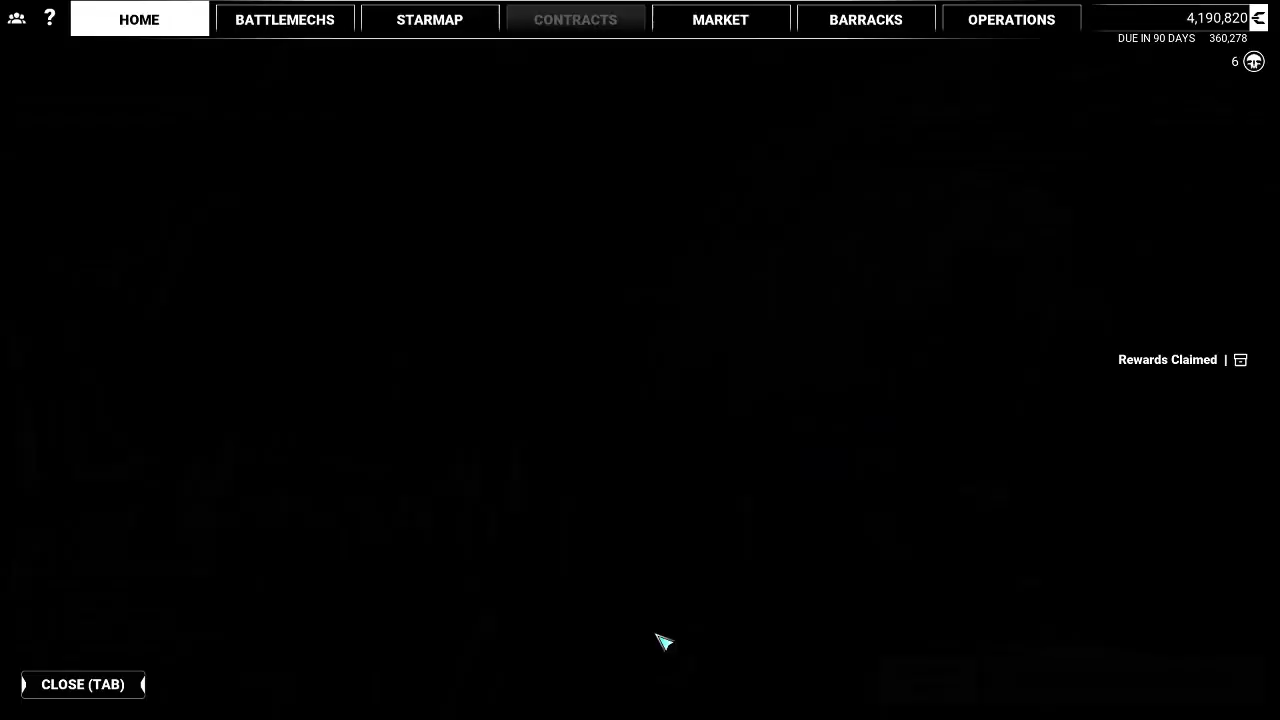 ? HOME BATTLEMECHS STARMAP CONTRACTS MARKET BARRACKS OPERATIONS 4,190,820
DUE IN 90 DAYS 360,278
6
Rewards Claimed |
CLOSE (TAB)